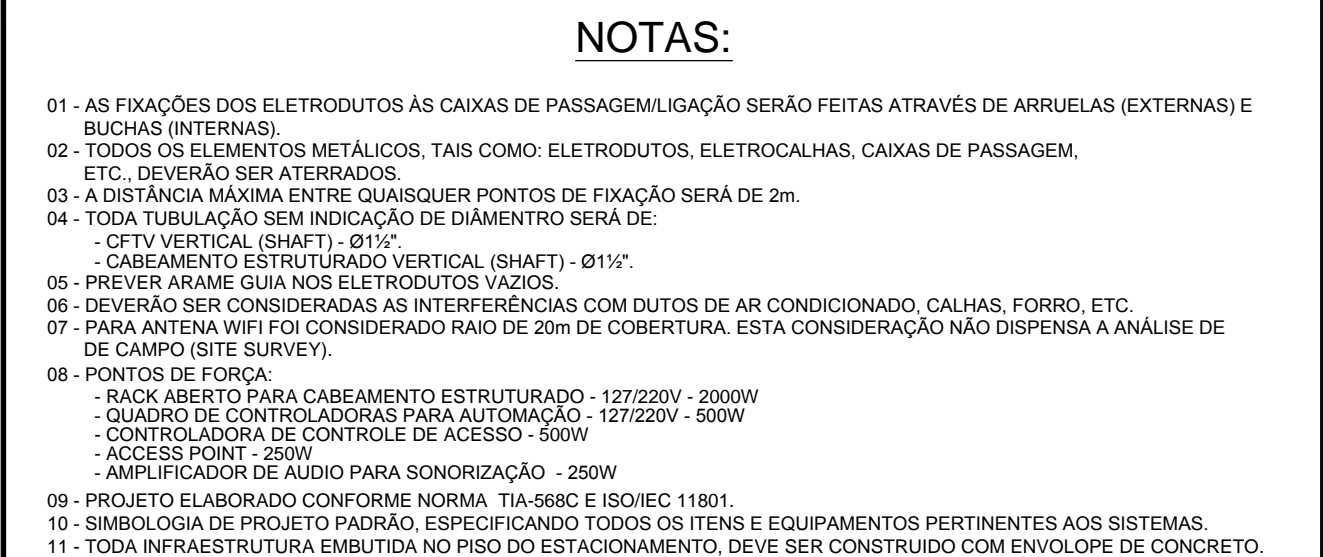 NOTAS:
01 - AS FIXAÇÕES DOS ELETRODUTOS ÀS CAIXAS DE PASSAGEM/LIGAÇÃO SERÃO FEITAS ATRAVÉS DE ARRUELAS (EXTERNAS) E
BUCHAS (INTERNAS).
02 - TODOS OS ELEMENTOS METÁLICOS, TAIS COMO: ELETRODUTOS, ELETROCALHAS, CAIXAS DE PASSAGEM,
ETC., DEVERÃO SER ATERRADOS.
03 - A DISTÂNCIA MÁXIMA ENTRE QUAISQUER PONTOS DE FIXAÇÃO SERÁ DE 2m.
04 - TODA TUBULAÇÃO SEM INDICAÇÃO DE DIÂMENTRO SERÁ DE:
- CFTV VERTICAL (SHAFT) - Ø1½".
- CABEAMENTO ESTRUTURADO VERTICAL (SHAFT) - Ø1½".
05 - PREVER ARAME GUIA NOS ELETRODUTOS VAZIOS.
06 - DEVERÃO SER CONSIDERADAS AS INTERFERÊNCIAS COM DUTOS DE AR CONDICIONADO, CALHAS, FORRO, ETC.
07 - PARA ANTENA WIFI FOI CONSIDERADO RAIO DE 20m DE COBERTURA. ESTA CONSIDERAÇÃO NÃO DISPENSA A ANÁLISE DE
DE CAMPO (SITE SURVEY).
08 - PONTOS DE FORÇA:
- RACK ABERTO PARA CABEAMENTO ESTRUTURADO - 127/220V - 2000W
- QUADRO DE CONTROLADORAS PARA AUTOMAÇÃO - 127/220V - 500W
- CONTROLADORA DE CONTROLE DE ACESSO - 500W
- ACCESS POINT - 250W
- AMPLIFICADOR DE AUDIO PARA SONORIZAÇÃO - 250W
09 - PROJETO ELABORADO CONFORME NORMA TIA-568C E ISO/IEC 11801.
10 - SIMBOLOGIA DE PROJETO PADRÃO, ESPECIFICANDO TODOS OS ITENS E EQUIPAMENTOS PERTINENTES AOS SISTEMAS.
11 - TODA INFRAESTRUTURA EMBUTIDA NO PISO DO ESTACIONAMENTO, DEVE SER CONSTRUIDO COM ENVOLOPE DE CONCRETO.